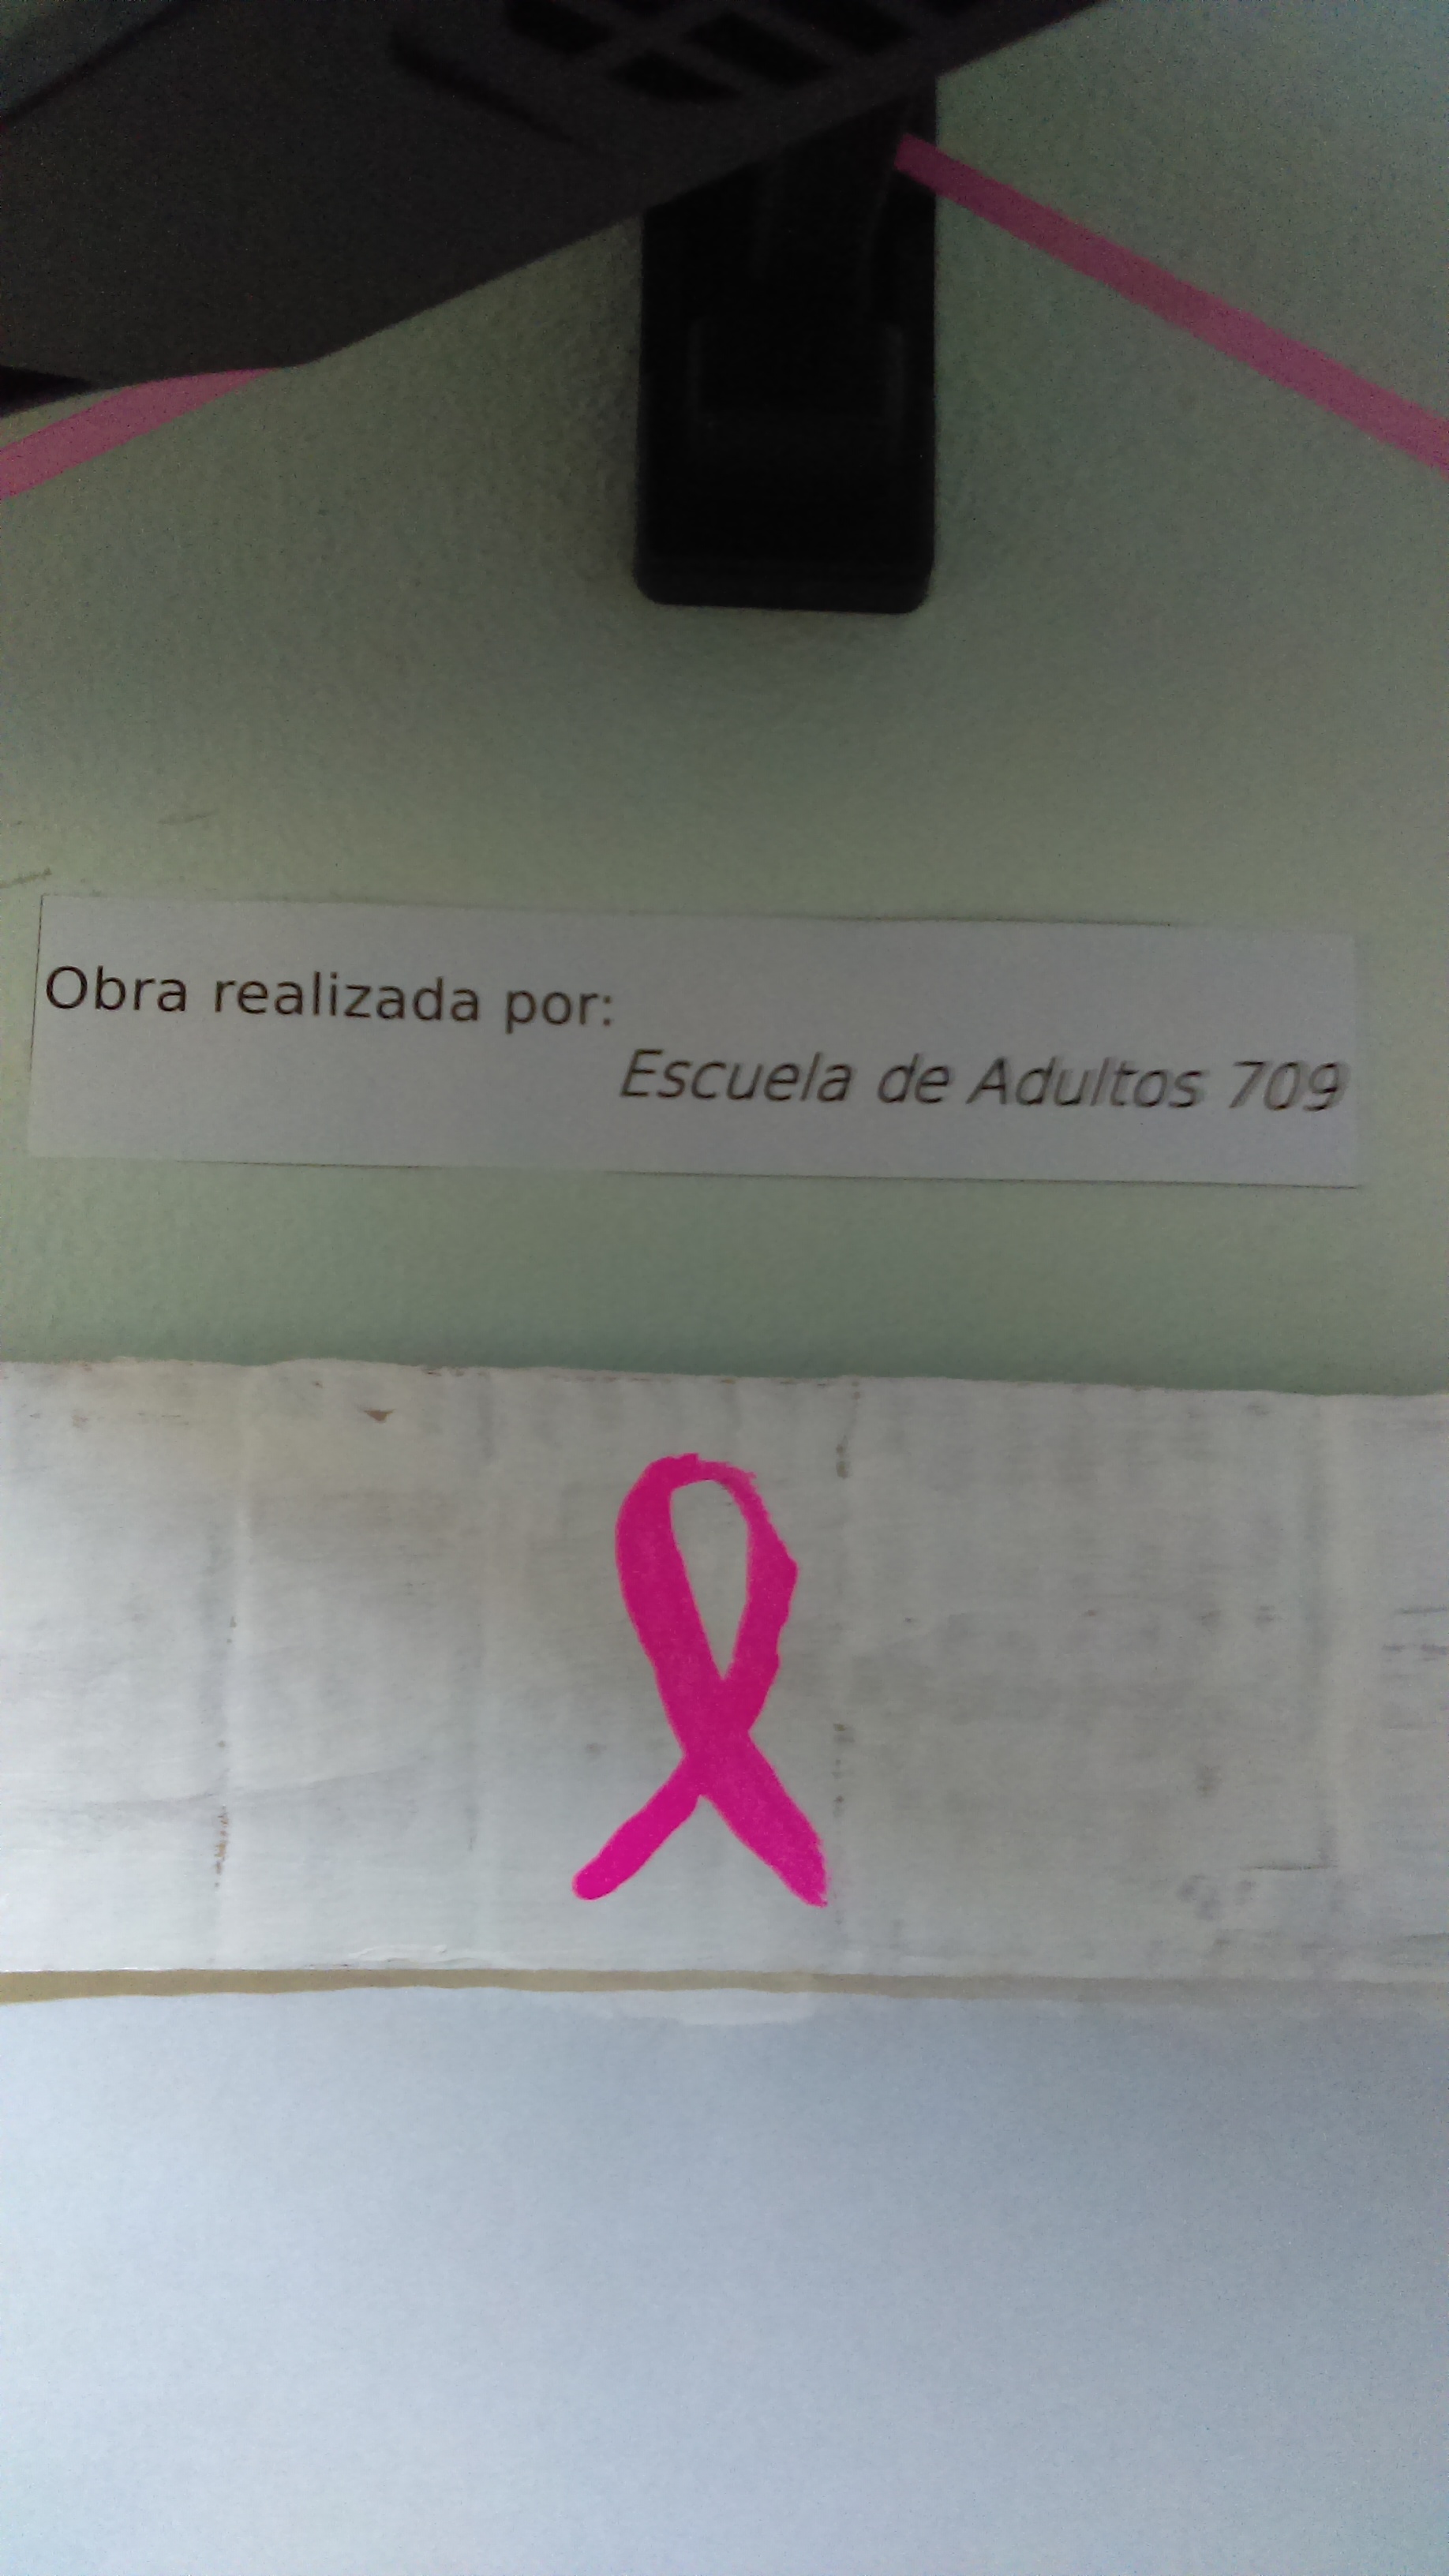 Obra realizada por:
Escuela de Adultos 709